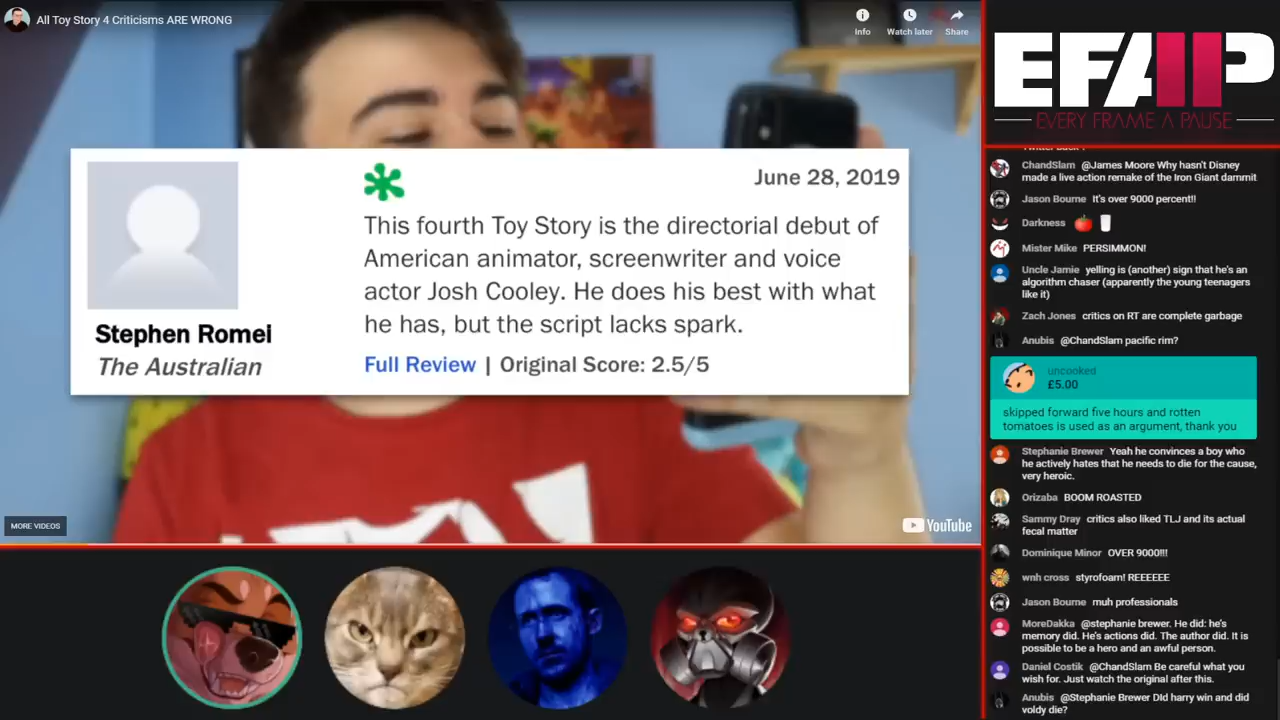 All Toy Story 4 Criticisms ARE WRONG
Info
Watch later
Share
June 28, 2019
This fourth Toy Story is the directorial debut of
American animator, screenwriter and voice
actor Josh Cooley. He does his best with what
he has, but the script lacks spark.
Stephen Romei
The Australian
Full Review | Original Score: 2.5/5
MORE VIDEOS
YouTube
EFAP
EVERY FRAME A PAUSE
ChandSlam @James Moore Why hasn't Disney
made a live action remake of the Iron Giant dammit
Jason Bourne It's over 9000 percent!!
Darkness
Mister Mike PERSIMMON!
Uncle Jamie yelling is (another) sign that he's an
algorithm chaser (apparently the young teenagers
like it)
Zach Jones critics on RT are complete garbage
Anubis @ChandSlam pacific rim?
uncooked
£5.00
skipped forward five hours and rotten
tomatoes is used as an argument, thank you
Stephanie Brewer Yeah he convinces a boy who
he actively hates that he needs to die for the cause,
very heroic.
Orizaba BOOM ROASTED
Sammy Dray critics also liked TLJ and its actual
fecal matter
Dominique Minor OVER 9000!!!
wnh cross styrofoam! REEEEEE
Jason Bourne muh professionals
MoreDakka @stephanie brewer. He did: he's
memory did. He's actions did. The author did. It is
possible to be a hero and an awful person.
Daniel Costik @ChandSlam Be careful what you
wish for. Just watch the original after this.
Anubis @Stephanie Brewer DId harry win and did
voldy die?